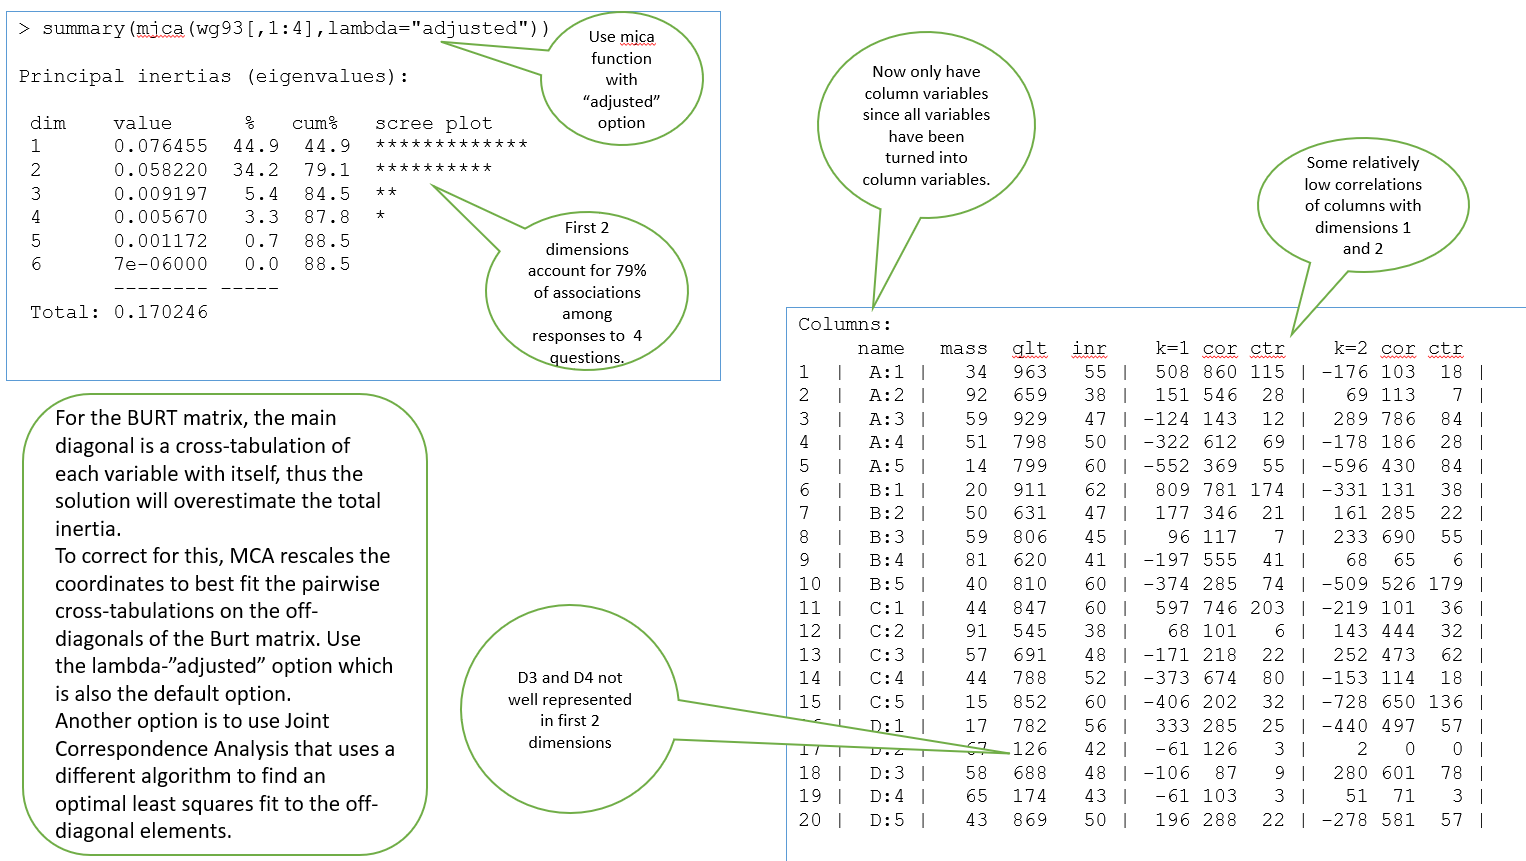 > summary(mjca(wg93[,1:4],lambda="adjusted"))
Principal inertias (eigenvalues):
dim value % cum% scree plot
1 0.076455 44.9 44.9 *************
2 0.058220 34.2 79.1 **********
3 0.009197 5.4 84.5 **
4 0.005670 3.3 87.8 *
5 0.001172 0.7 88.5
6 7e-06000 0.0 88.5
-------- -----
Total: 0.170246
Use mjca
function
with
“adjusted”
option
First 2
dimensions
account for 79%
of associations
among
responses to 4
questions.
Now only have
column variables
since all variables
have been
turned into
column variables.
Some relatively
low correlations
of columns with
dimensions 1
and 2
For the BURT matrix, the main
diagonal is a cross-tabulation of
each variable with itself, thus the
solution will overestimate the total
inertia.
To correct for this, MCA rescales the
coordinates to best fit the pairwise
cross-tabulations on the off-
diagonals of the Burt matrix. Use
the lambda-”adjusted” option which
is also the default option.
Another option is to use Joint
Correspondence Analysis that uses a
different algorithm to find an
optimal least squares fit to the off-
diagonal elements.
D3 and D4 not
well represented
in first 2
dimensions
Columns:
name mass qlt inr k=1 cor ctr k=2 cor ctr
1 | A:1 | 34 963 55 | 508 860 115 | -176 103 18 |
2 | A:2 | 92 659 38 | 151 546 28 | 69 113 7 |
3 | A:3 | 59 929 47 | -124 143 12 | 289 786 84 |
4 | A:4 | 51 798 50 | -322 612 69 | -178 186 28 |
5 | A:5 | 14 799 60 | -552 369 55 | -596 430 84 |
6 | B:1 | 20 911 62 | 809 781 174 | -331 131 38 |
7 | B:2 | 50 631 47 | 177 346 21 | 161 285 22 |
8 | B:3 | 59 806 45 | 96 117 7 | 233 690 55 |
9 | B:4 | 81 620 41 | -197 555 41 | 68 65 6 |
10 | B:5 | 40 810 60 | -374 285 74 | -509 526 179 |
11 | C:1 | 44 847 60 | 597 746 203 | -219 101 36 |
12 | C:2 | 91 545 38 | 68 101 6 | 143 444 32 |
13 | C:3 | 57 691 48 | -171 218 22 | 252 473 62 |
14 | C:4 | 44 788 52 | -373 674 80 | -153 114 18 |
15 | C:5 | 15 852 60 | -406 202 32 | -728 650 136 |
16 | D:1 | 17 782 56 | 333 285 25 | -440 497 57 |
17 | D:2 | 67 126 42 | -61 126 3 | 2 0 0 |
18 | D:3 | 58 688 48 | -106 87 9 | 280 601 78 |
19 | D:4 | 65 174 43 | -61 103 3 | 51 71 3 |
20 | D:5 | 43 869 50 | 196 288 22 | -278 581 57 |